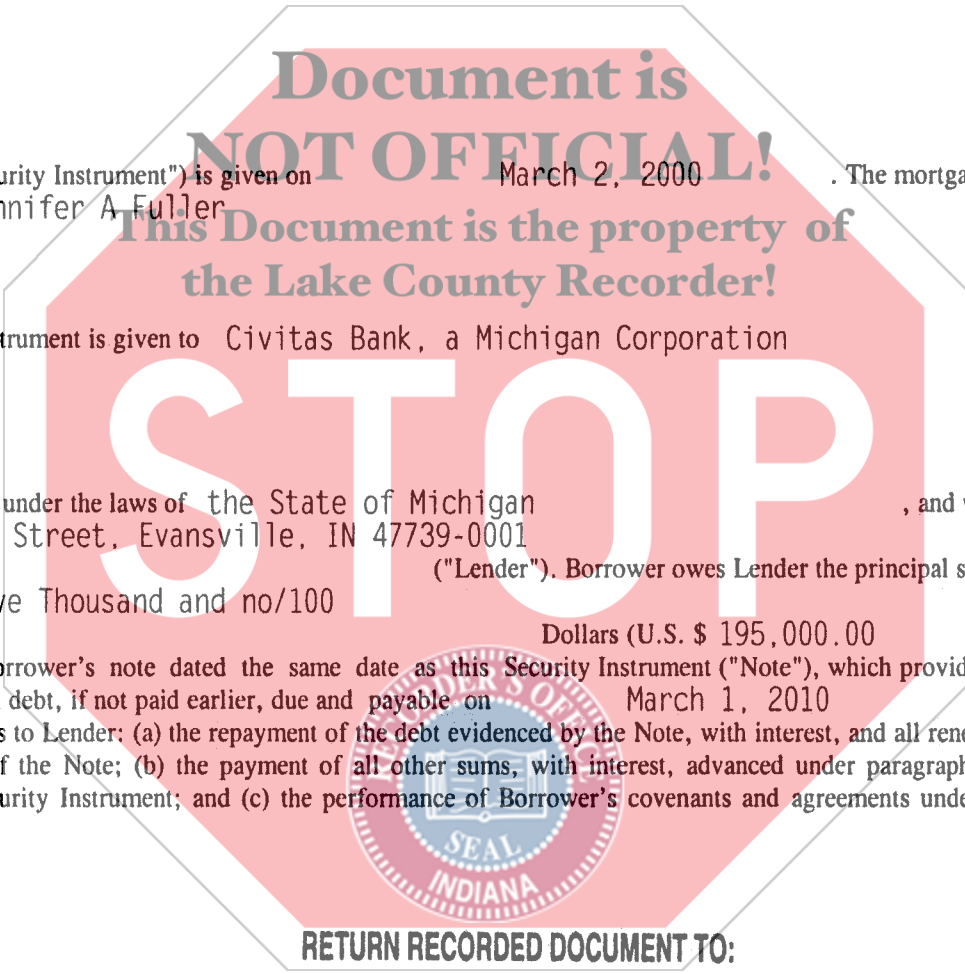 Document is
NOT OFFICIAL!
urity Instrument") is given on March 2, 2000 . The mortga
nnifer A Fuller
This Document is the property of
the Lake County Recorder!
trument is given to Civitas Bank, a Michigan Corporation
STOP
under the laws of the State of Michigan , and
Street, Evansville, IN 47739-0001
("Lender"). Borrower owes Lender the principal s
ve Thousand and no/100
Dollars (U.S. $ 195,000.00
orrower's note dated the same date as this Security Instrument ("Note"), which provid
debt, if not paid earlier, due and payable on March 1, 2010
s to Lender: (a) the repayment of the debt evidenced by the Note, with interest, and all rene
f the Note; (b) the payment of all other sums, with interest, advanced under paragraph
urity Instrument; and (c) the performance of Borrower's covenants and agreements unde
RECORDER'S OFFICE
SEAL
INDIANA
RETURN RECORDED DOCUMENT TO: